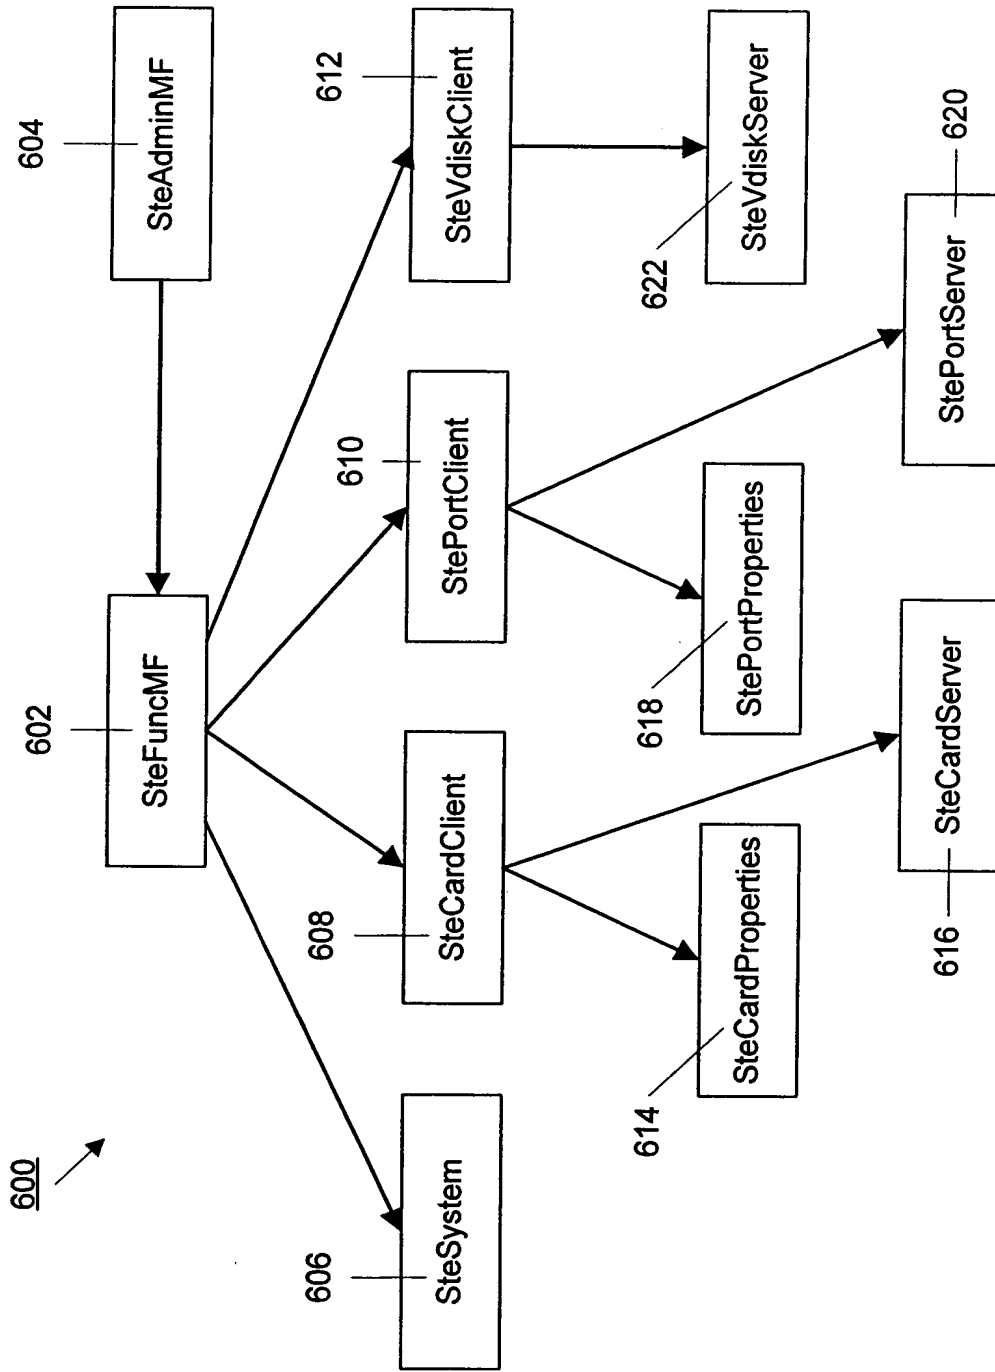 600
602
SteFuncMF
604
SteAdminMF
606
SteSystem
608
SteCardClient
610
StePortClient
612
SteVdiskClient
614
SteCardProperties
618
StePortProperties
622
SteVdiskServer
616
SteCardServer
620
StePortServer